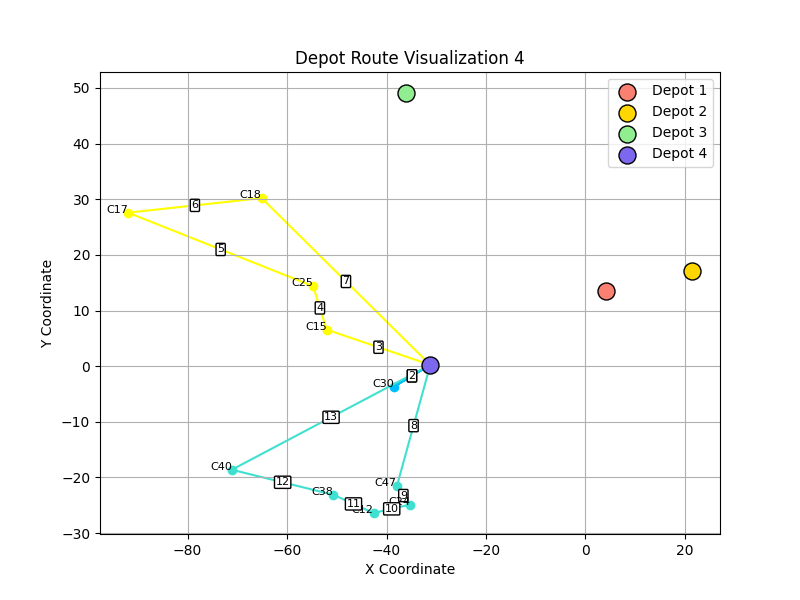 Depot Route Visualization 4
Depot 1
Depot 2
Depot 3
Depot 4
50
40
30
20
10
0
−10
−20
−30
Y Coordinate
C18
C17
6
5
7
C25
4
C15
3
2
C30
13
8
C40
12
C47
C38
9
11
C12
10
−80
−60
−40
−20
0
20
X Coordinate